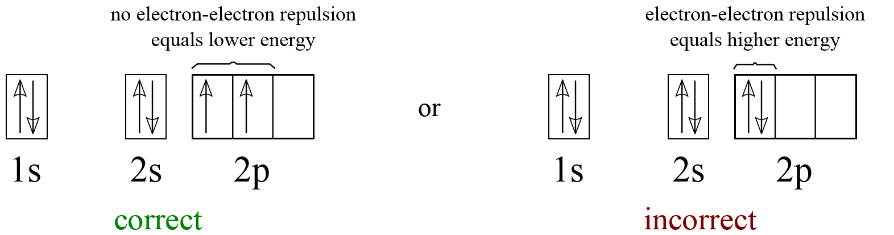 no electron-electron repulsion
equals lower energy
electron-electron repulsion
equals higher energy
or
1s 2s 2p
1s 2s 2p
correct
incorrect